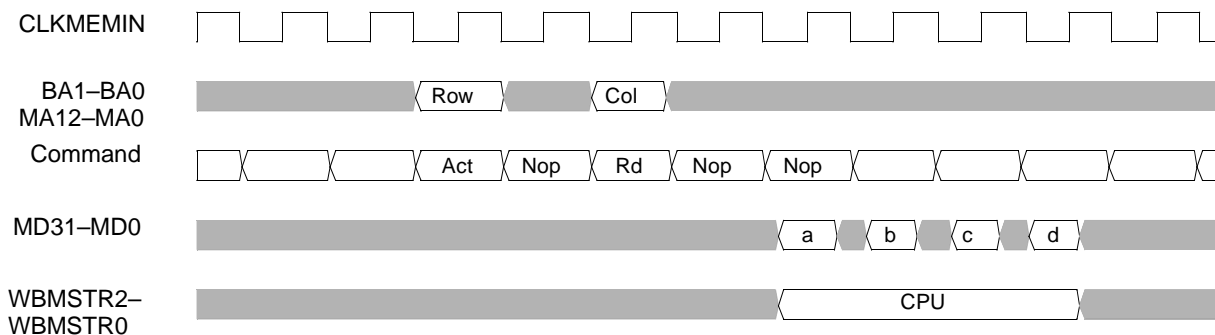 CLKMEMIN
BA1–BA0
MA12–MA0
Row Col
Command
Act Nop Rd Nop Nop
MD31–MD0
a b c d
WBMSTR2–
WBMSTR0
CPU